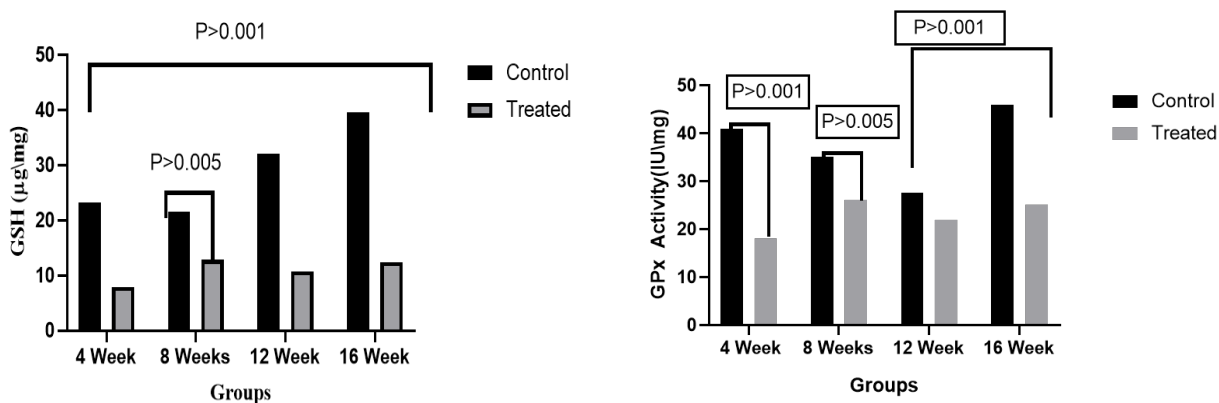 P>0.001
50
40
30
20
10
0
GSH (µg\mg)
P>0.005
Control
Treated
4 Week
8 Weeks
12 Week
16 Week
Groups
P>0.001
50
40
30
20
10
0
GPx Activity(IU\mg)
P>0.001
P>0.005
Control
Treated
4 Week
8 Weeks
12 Week
16 Week
Groups